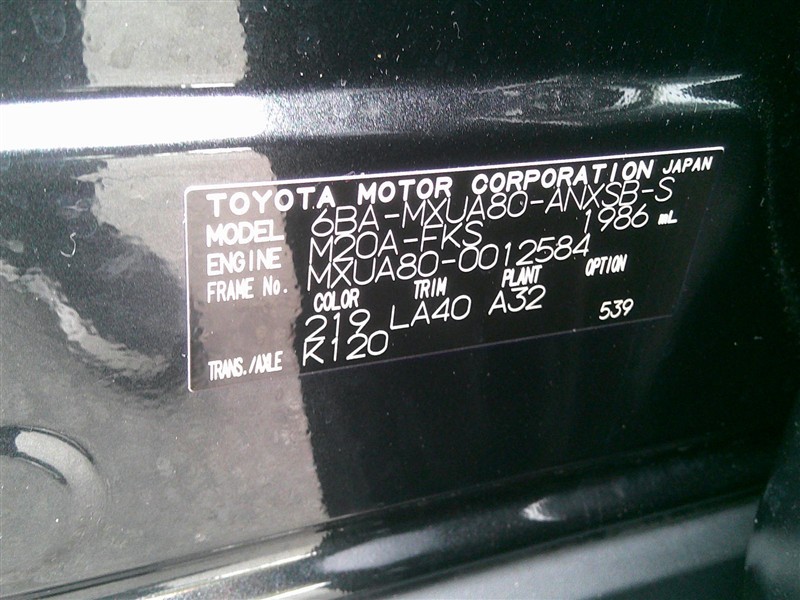 TOYOTA MOTOR CORPORATION JAPAN
MODEL 6BA-MXUA80-ANXSB-S
ENGINE M20A-FKS 1986 mL
FRAME No. MXUA80-0012584
COLOR TRIM PLANT OPTION
219 LA40 A32 539
TRANS./AXLE K120